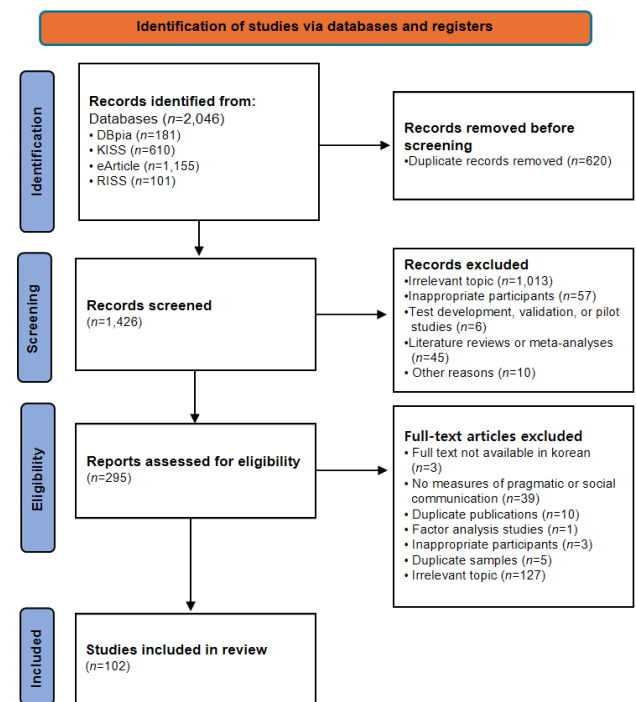 Identification of studies via databases and registers
Identification
Records identified from:
Databases (n=2,046)
• DBpia (n=181)
• KISS (n=610)
• eArticle (n=1,155)
• RISS (n=101)
Records removed before
screening
•Duplicate records removed (n=620)
Screening
Records screened
(n=1,426)
Records excluded
•Irrelevant topic (n=1,013)
•Inappropriate participants (n=57)
•Test development, validation, or pilot
studies (n=6)
•Literature reviews or meta-analyses
(n=45)
• Other reasons (n=10)
Eligibility
Reports assessed for eligibility
(n=295)
Full-text articles excluded
• Full text not available in korean
(n=3)
• No measures of pragmatic or social
communication (n=39)
• Duplicate publications (n=10)
• Factor analysis studies (n=1)
• Inappropriate participants (n=3)
• Duplicate samples (n=5)
• Irrelevant topic (n=127)
Included
Studies included in review
(n=102)